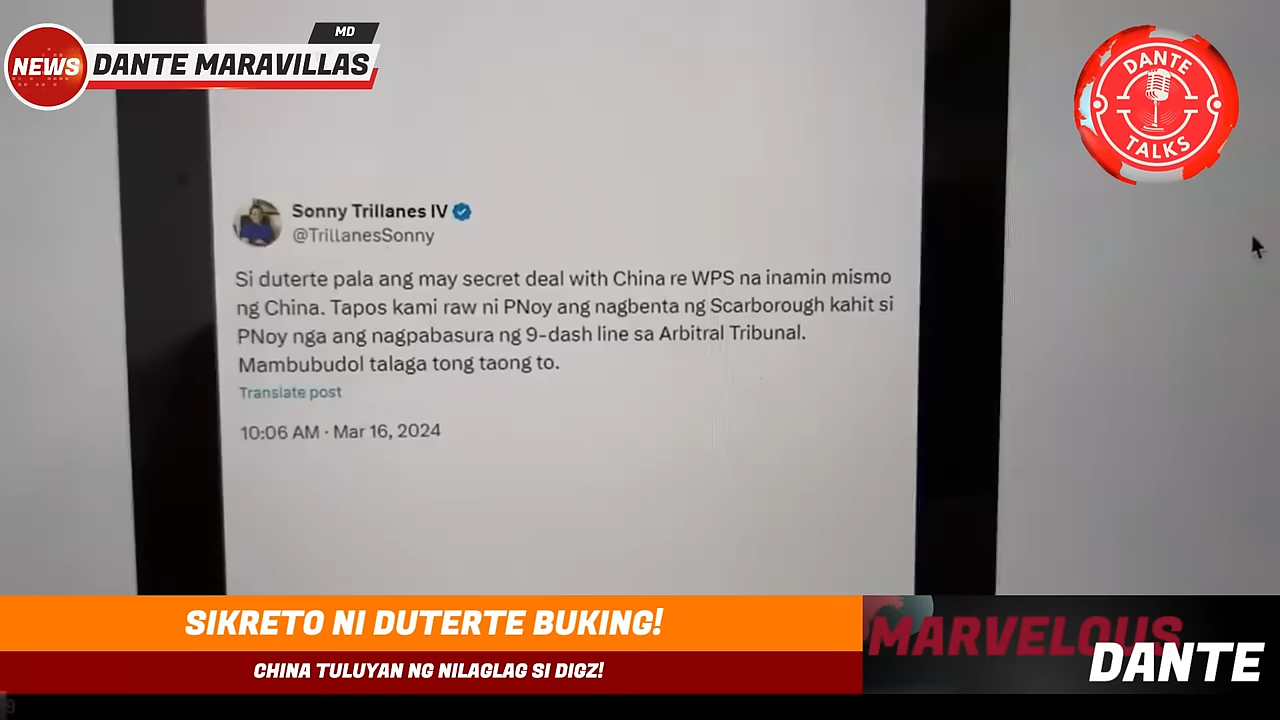 MD
NEWS
DANTE MARAVILLAS
DANTE
TALKS
Sonny Trillanes IV
@TrillanesSonny
Si duterte pala ang may secret deal with China re WPS na inamin mismo
ng China. Tapos kami raw ni PNoy ang nagbenta ng Scarborough kahit si
PNoy nga ang nagpabasura ng 9-dash line sa Arbitral Tribunal.
Mambubudol talaga tong taong to.
Translate post
10:06 AM · Mar 16, 2024
SIKRETO NI DUTERTE BUKING!
CHINA TULUYAN NG NILAGLAG SI DIGZ!
MARVELOUS
DANTE